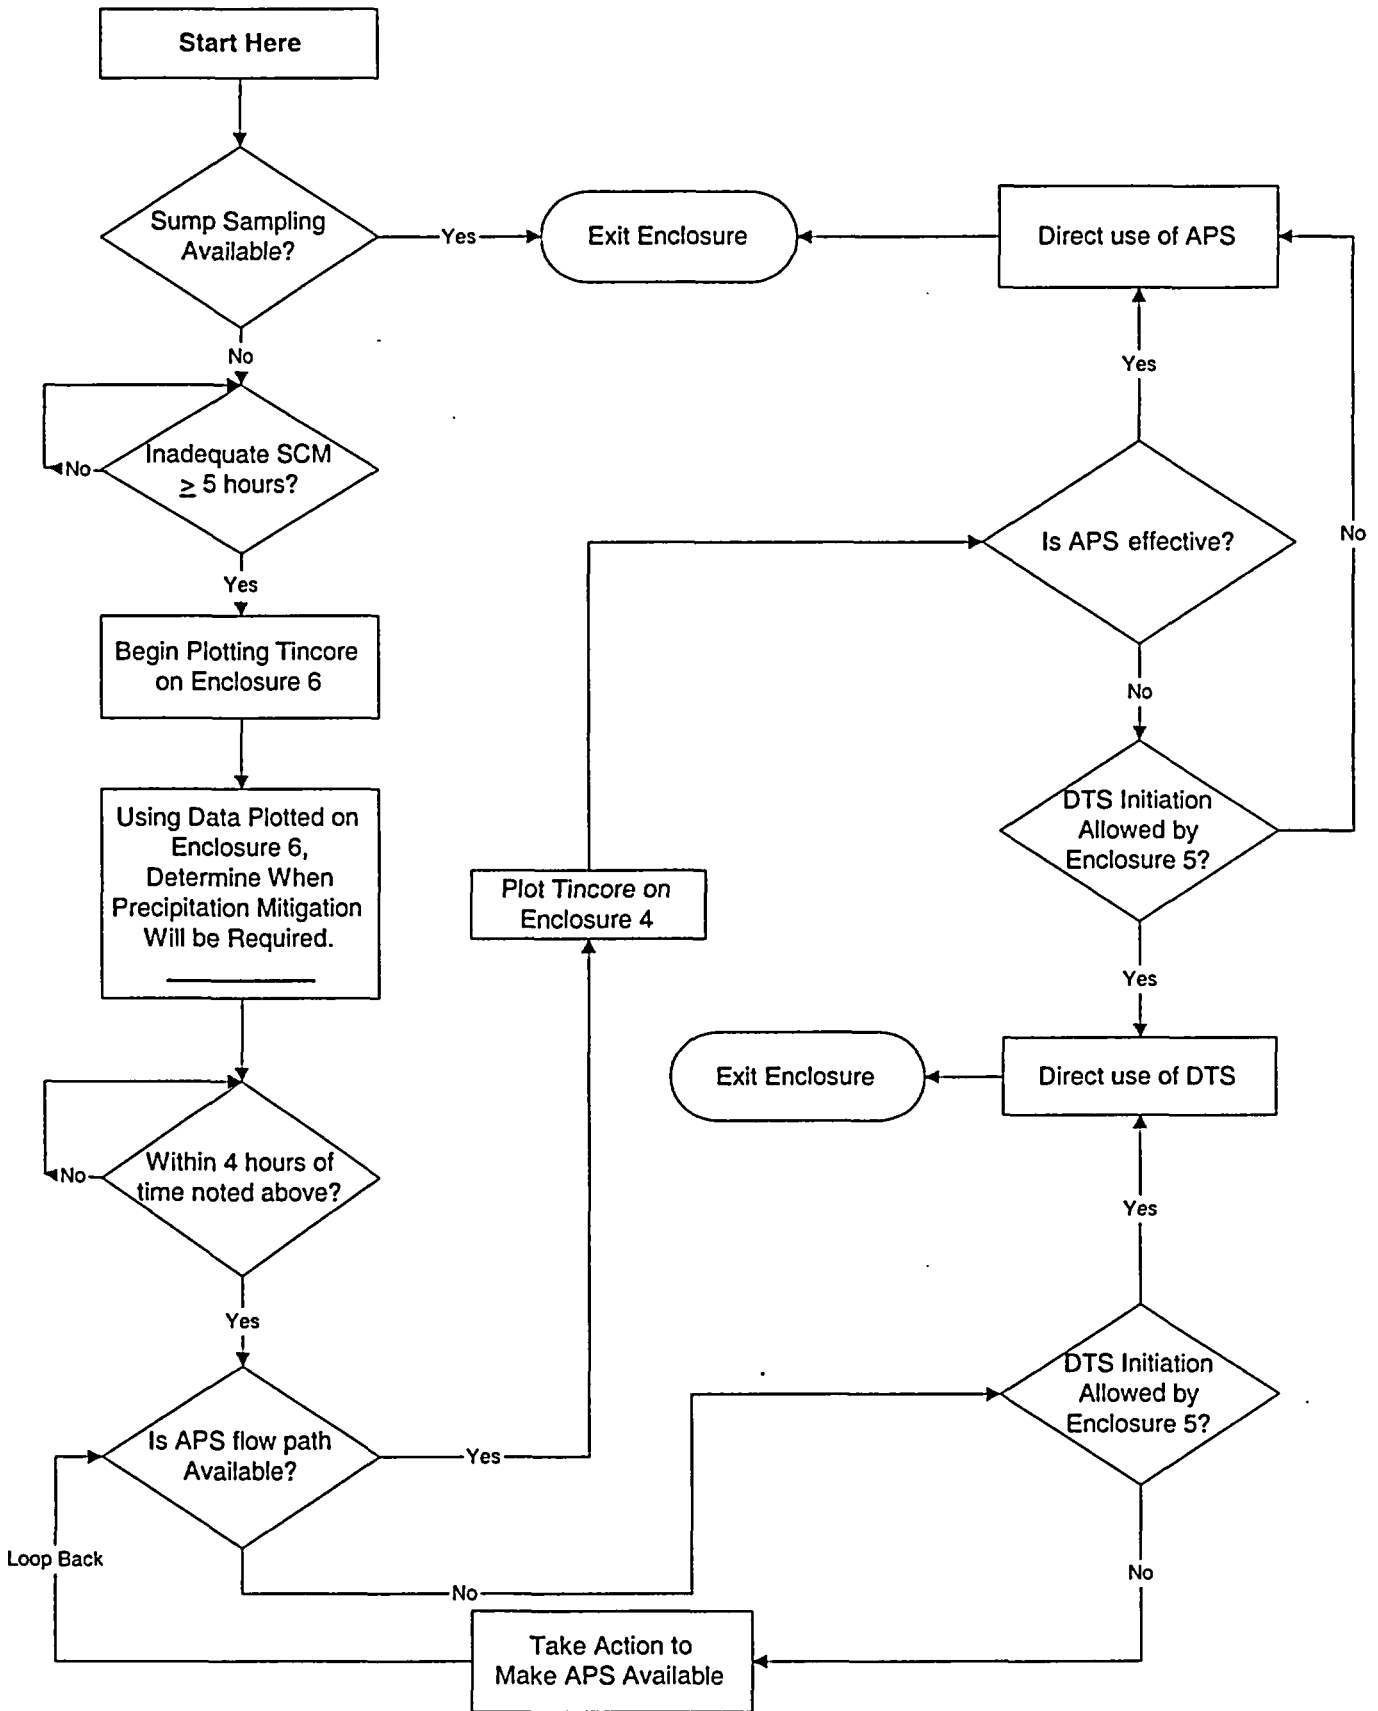 Start Here
Sump Sampling
Available?
Yes
Exit Enclosure
Direct use of APS
No
Yes
Inadequate SCM
≥ 5 hours?
No
Is APS effective?
No
Yes
Begin Plotting Tincore
on Enclosure 6
No
DTS Initiation
Allowed by
Enclosure 5?
Using Data Plotted on
Enclosure 6,
Determine When
Precipitation Mitigation
Will be Required.
Plot Tincore on
Enclosure 4
Yes
Exit Enclosure
Direct use of DTS
Within 4 hours of
time noted above?
No
Yes
Yes
DTS Initiation
Allowed by
Enclosure 5?
Is APS flow path
Available?
Yes
Loop Back
No
No
Take Action to
Make APS Available